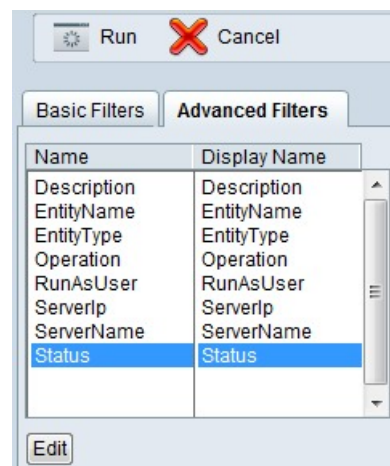 Run Cancel
Basic Filters Advanced Filters
Name Display Name
Description Description
EntityName EntityName
EntityType EntityType
Operation Operation
RunAsUser RunAsUser
ServerIp ServerIp
ServerName ServerName
Status Status
Edit